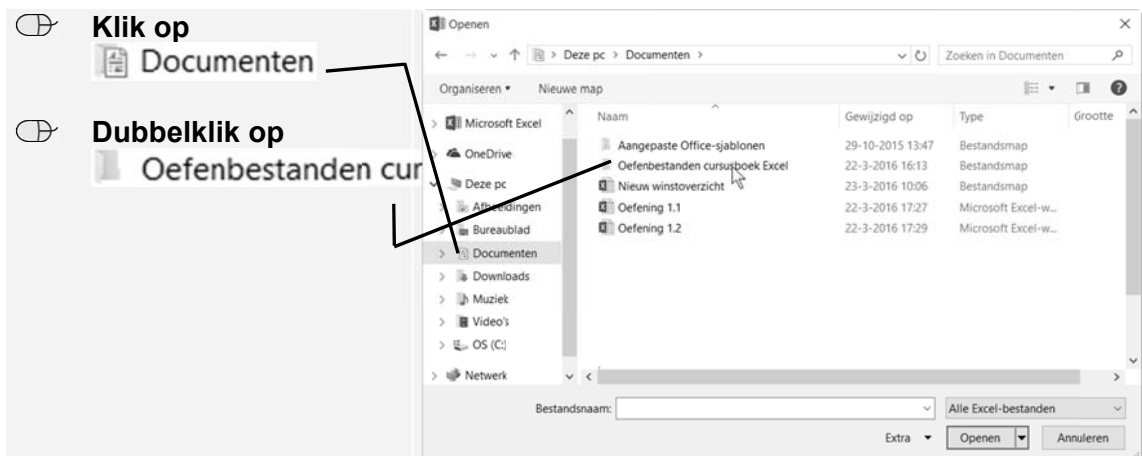 Klik op
Documenten
Dubbelklik op
Oefenbestanden cur
Openen
Deze pc > Documenten >
Zoeken in Documenten
Organiseren
Nieuwe map
Microsoft Excel
OneDrive
Deze pc
Afbeeldingen
Bureaublad
Documenten
Downloads
Muziek
Video's
OS (C:)
Netwerk
Naam Gewijzigd op Type Grootte
Aangepaste Office-sjablonen 29-10-2015 13:47 Bestandsmap
Oefenbestanden cursusboek Excel 22-3-2016 16:13 Bestandsmap
Nieuw winstoverzicht 23-3-2016 10:06 Bestandsmap
Oefening 1.1 22-3-2016 17:27 Microsoft Excel-w...
Oefening 1.2 22-3-2016 17:29 Microsoft Excel-w...
Bestandsnaam:
Alle Excel-bestanden
Extra
Openen
Annuleren